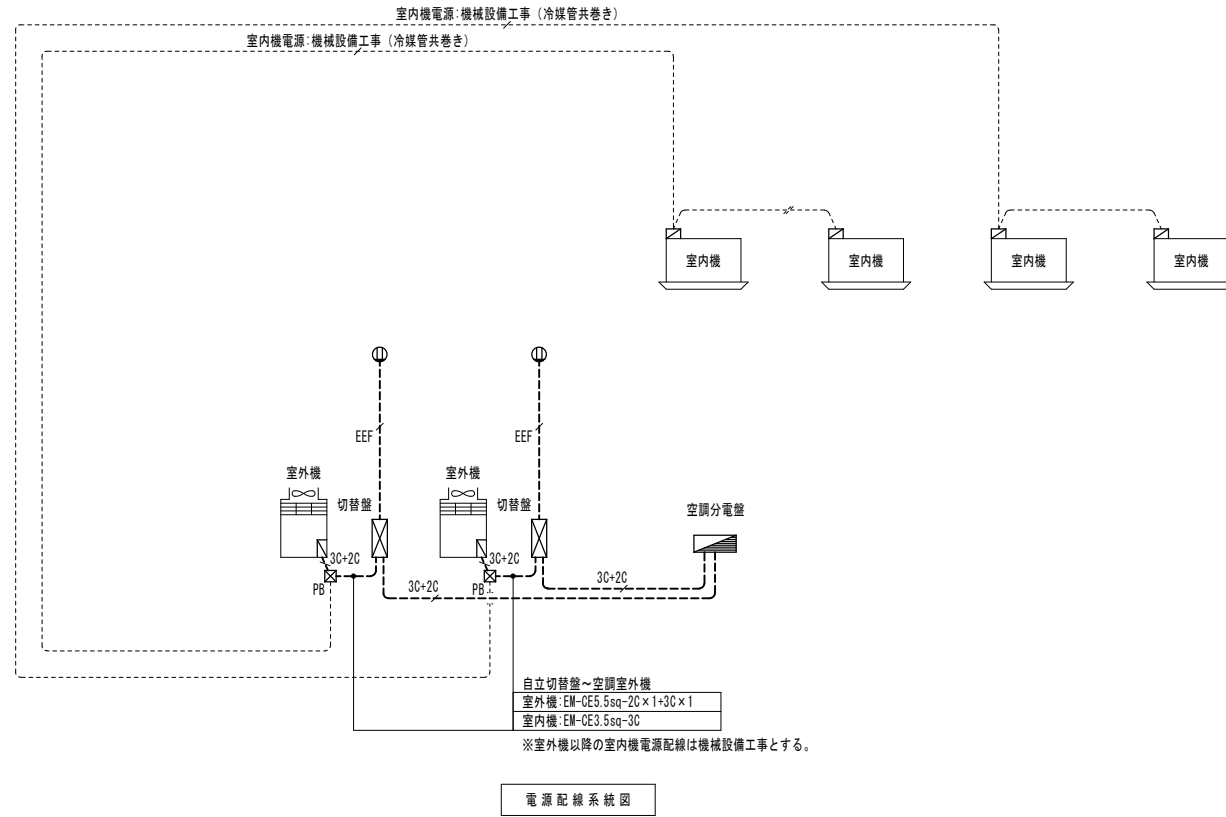 室内機電源:機械設備工事（冷媒管共巻き）
室内機電源:機械設備工事（冷媒管共巻き）
室内機
室内機
室内機
室内機
EEF
EEF
室外機
室外機
切替盤
切替盤
空調分電盤
3C+2C
3C+2C
PB
3C+2C
PB
3C+2C
自立切替盤～空調室外機
室外機:EM-CE5.5sq-2C×1+3C×1
室内機:EM-CE3.5sq-3C
※室外機以降の室内機電源配線は機械設備工事とする。
電源配線系統図